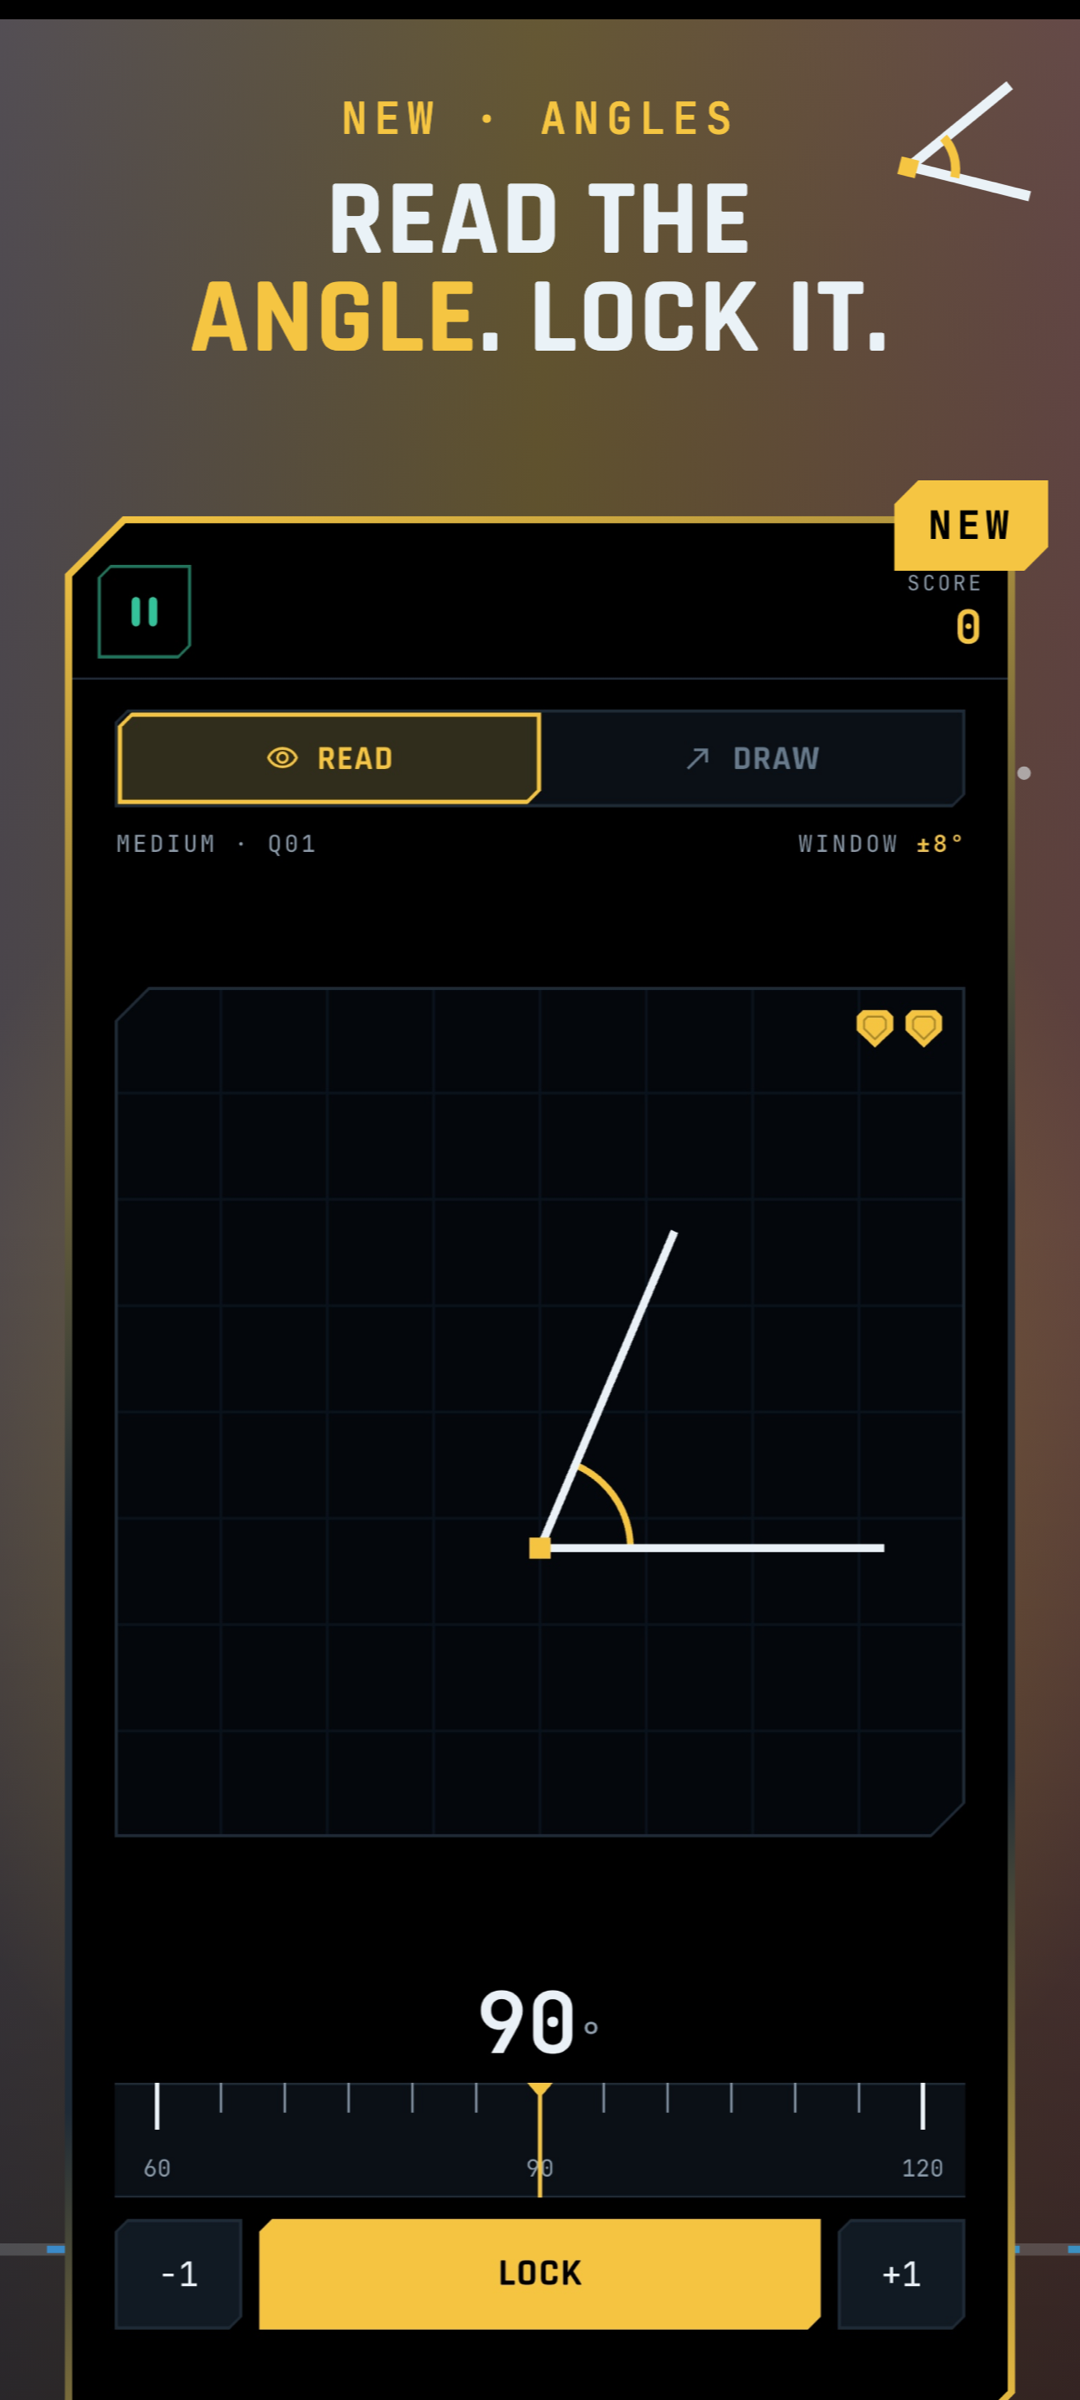 NEW · ANGLES
READ THE
ANGLE. LOCK IT.
NEW
SCORE
0
READ
DRAW
MEDIUM · Q01
WINDOW ±8°
90°
60
90
120
-1
LOCK
+1